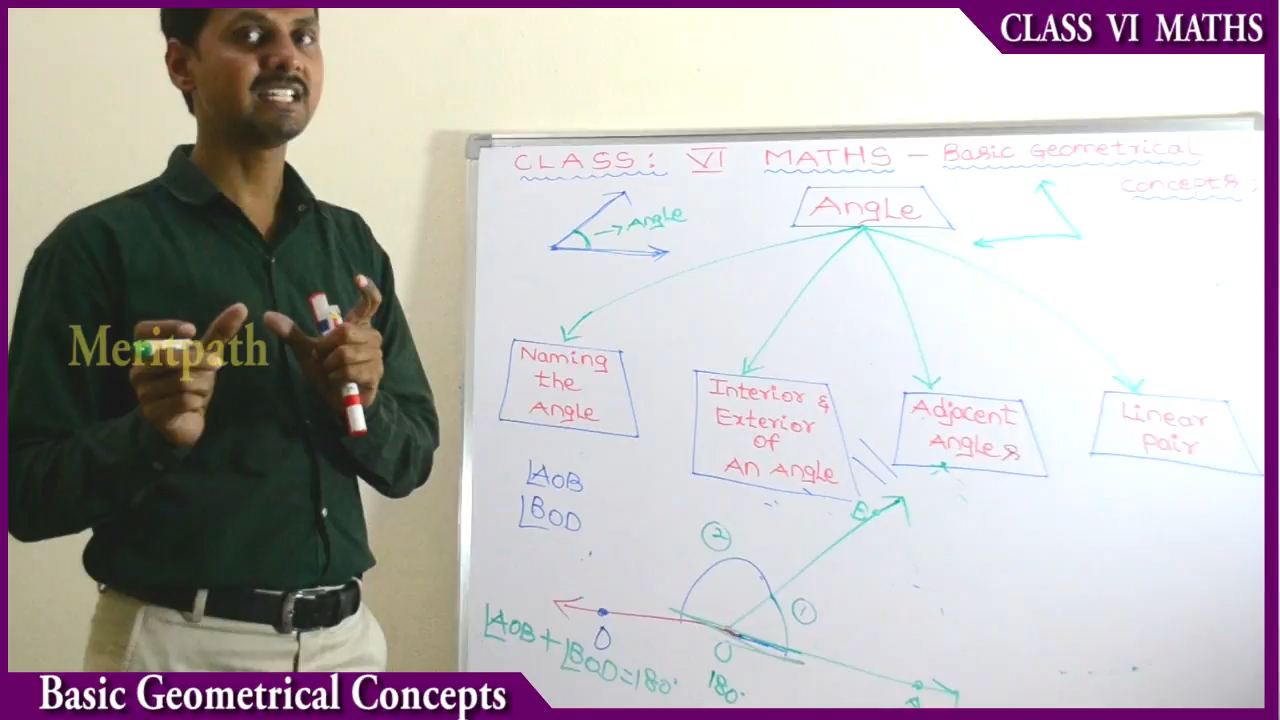 CLASS VI MATHS
CLASS: VI MATHS - Basic Geometrical
Concepts:
Angle
Angle
Naming
the
Angle
Interior &
Exterior
of
An Angle
Adjacent
Angles
Linear
pair
Meritpath
∠AOB
∠BOD
B
②
①
D
O
∠AOB + ∠BOD = 180°
180°
A
Basic Geometrical Concepts